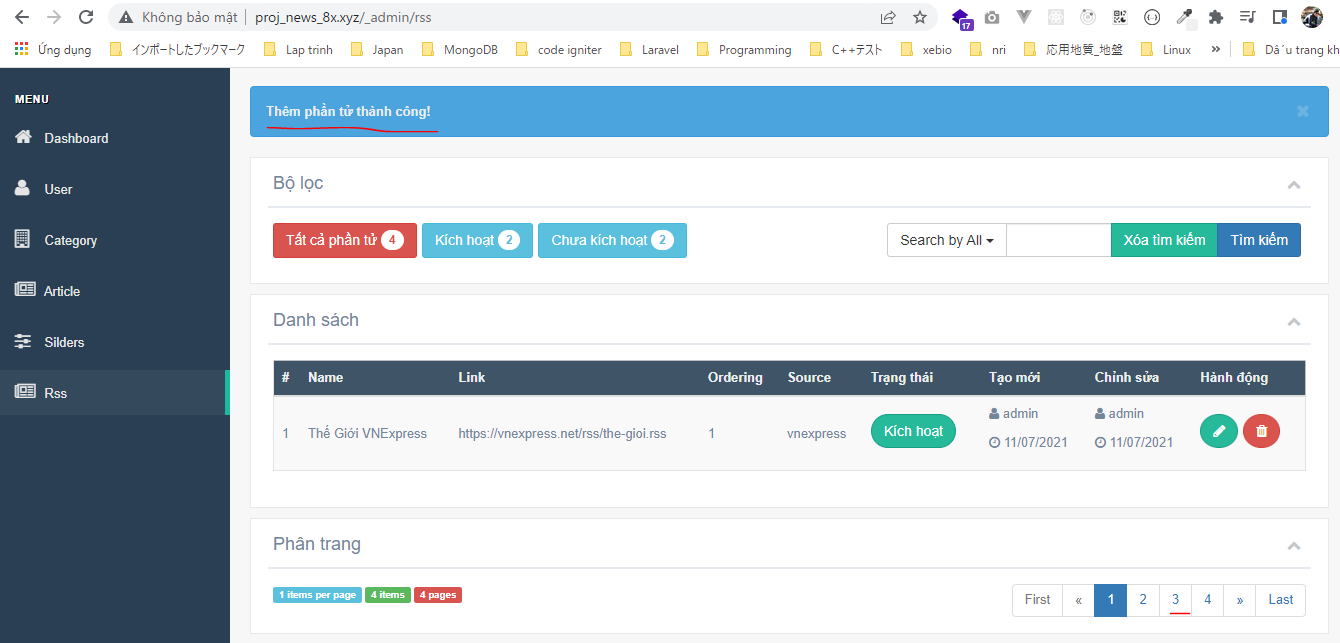 Không bảo mật | proj_news_8x.xyz/_admin/rss
17
Ứng dụng インポートしたブックマーク Lap trinh Japan MongoDB code igniter Laravel Programming C++テスト xebio nri 応用地質_地盤 Linux » Dấu trang kh
MENU
Dashboard
User
Category
Article
Silders
Rss
Thêm phần tử thành công!
×
Bộ lọc
Tất cả phần tử 4 Kích hoạt 2 Chưa kích hoạt 2 Search by All Xóa tìm kiếm Tìm kiếm
Danh sách
# Name Link Ordering Source Trạng thái Tạo mới Chỉnh sửa Hành động
1 Thế Giới VNExpress https://vnexpress.net/rss/the-gioi.rss 1 vnexpress Kích hoạt admin admin
11/07/2021 11/07/2021
Phân trang
1 items per page 4 items 4 pages First « 1 2 3 4 » Last